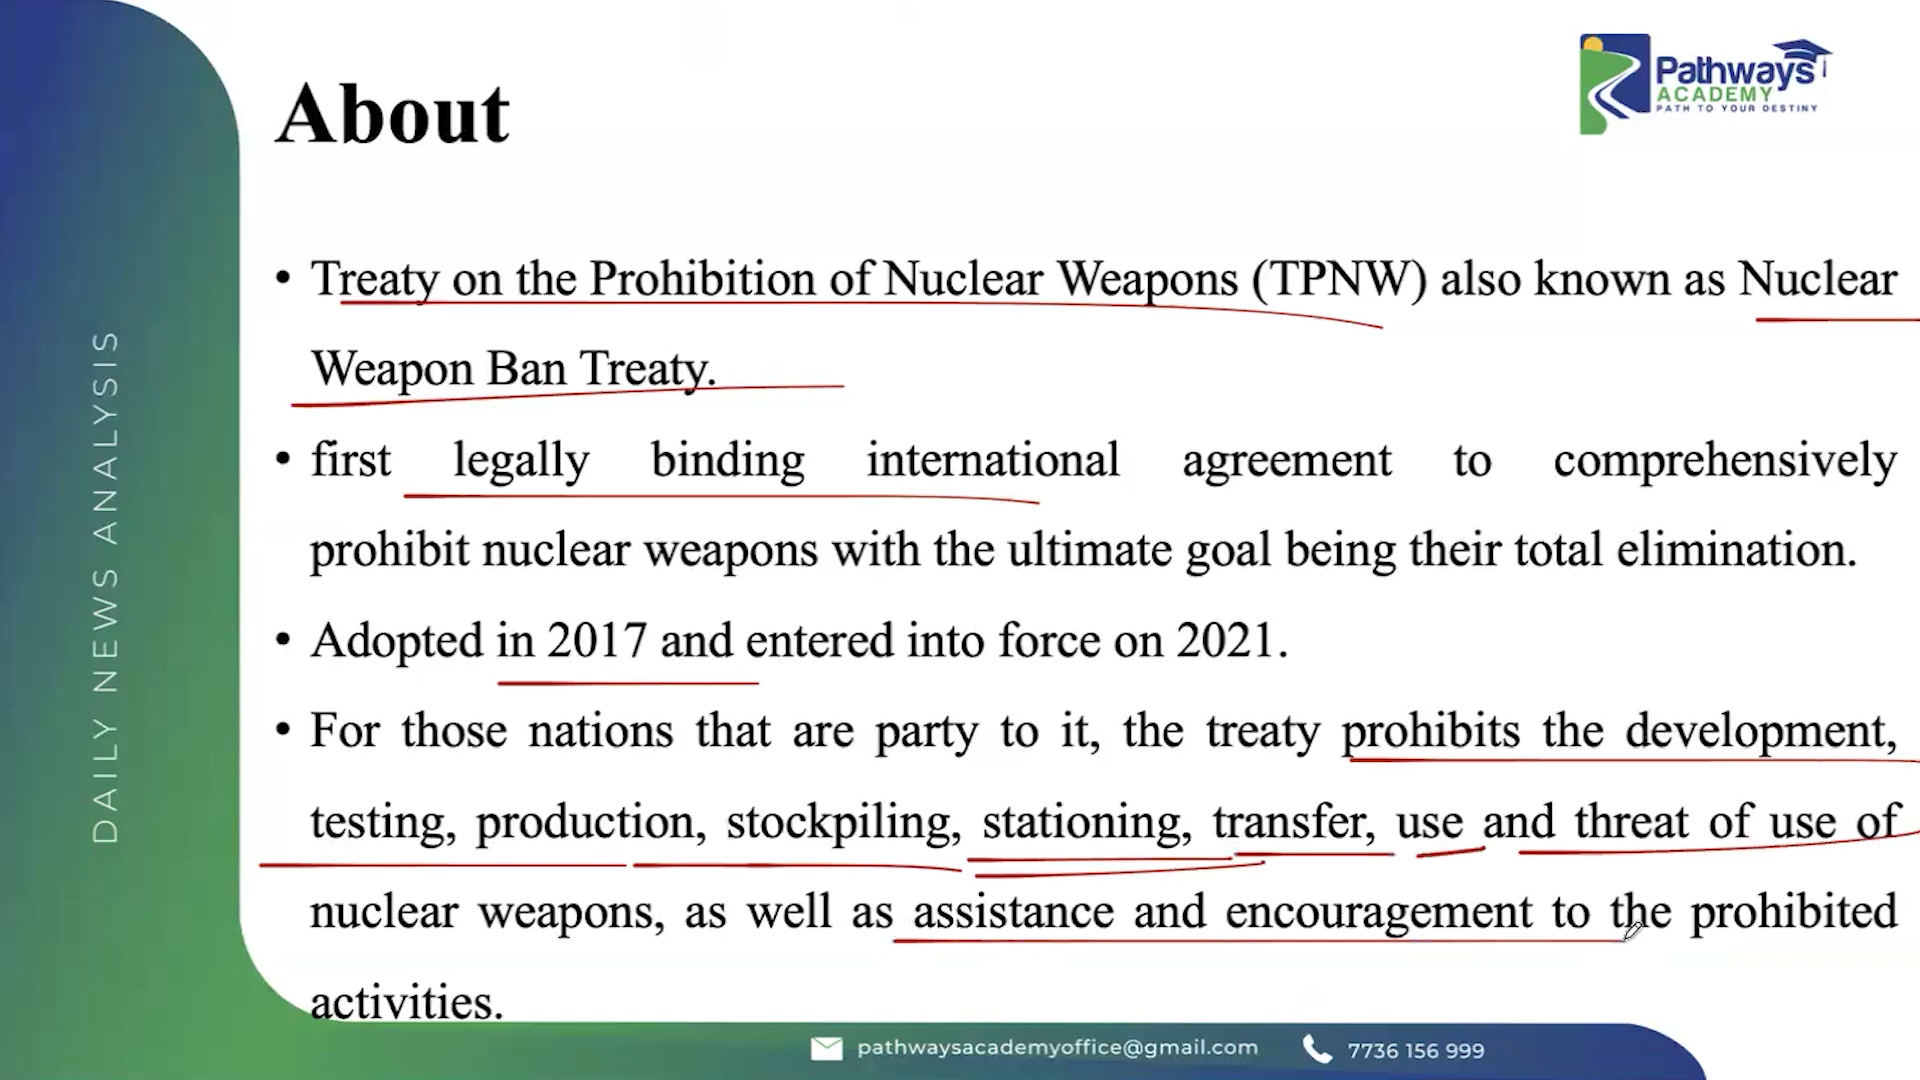 About
Pathways
ACADEMY
PATH TO YOUR DESTINY
• Treaty on the Prohibition of Nuclear Weapons (TPNW) also known as Nuclear
Weapon Ban Treaty.
• first legally binding international agreement to comprehensively
prohibit nuclear weapons with the ultimate goal being their total elimination.
• Adopted in 2017 and entered into force on 2021.
• For those nations that are party to it, the treaty prohibits the development,
testing, production, stockpiling, stationing, transfer, use and threat of use of
nuclear weapons, as well as assistance and encouragement to the prohibited
activities.
DAILY NEWS ANALYSIS
pathwaysacademyoffice@gmail.com
7736 156 999